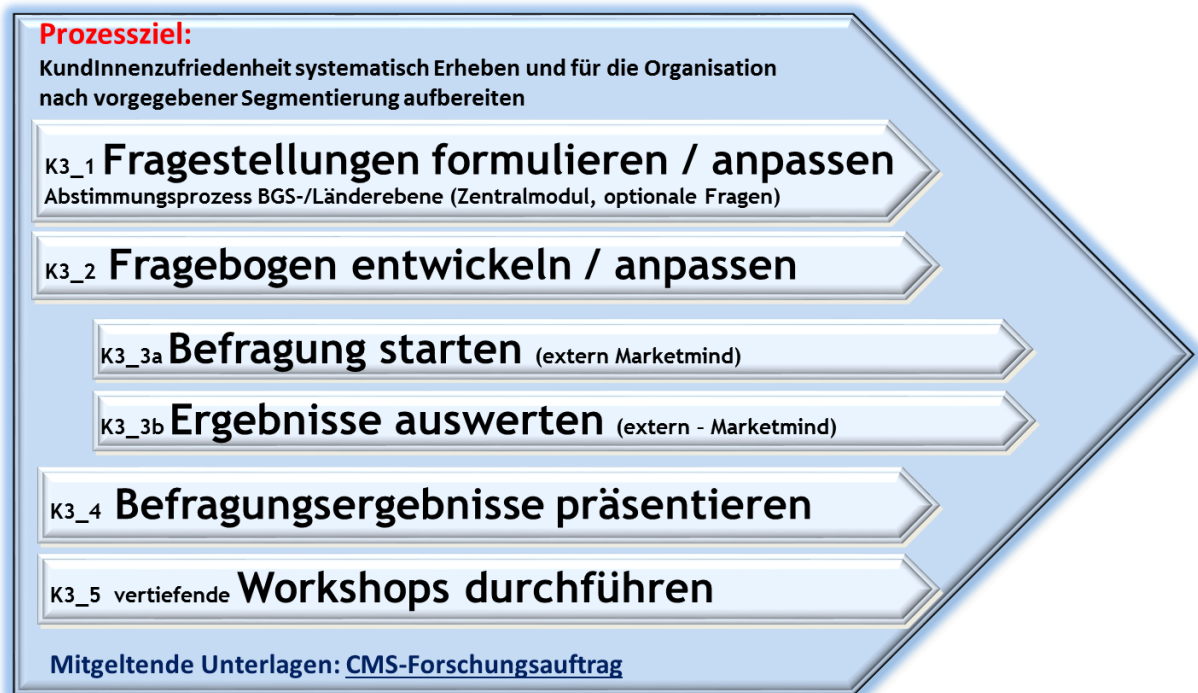 Prozessziel:
KundInnenzufriedenheit systematisch Erheben und für die Organisation
nach vorgegebener Segmentierung aufbereiten
K3_1 Fragestellungen formulieren / anpassen
Abstimmungsprozess BGS-/Länderebene (Zentralmodul, optionale Fragen)
K3_2 Fragebogen entwickeln / anpassen
K3_3a Befragung starten (extern Marketmind)
K3_3b Ergebnisse auswerten (extern – Marketmind)
K3_4 Befragungsergebnisse präsentieren
K3_5 vertiefende Workshops durchführen
Mitgeltende Unterlagen: CMS-Forschungsauftrag